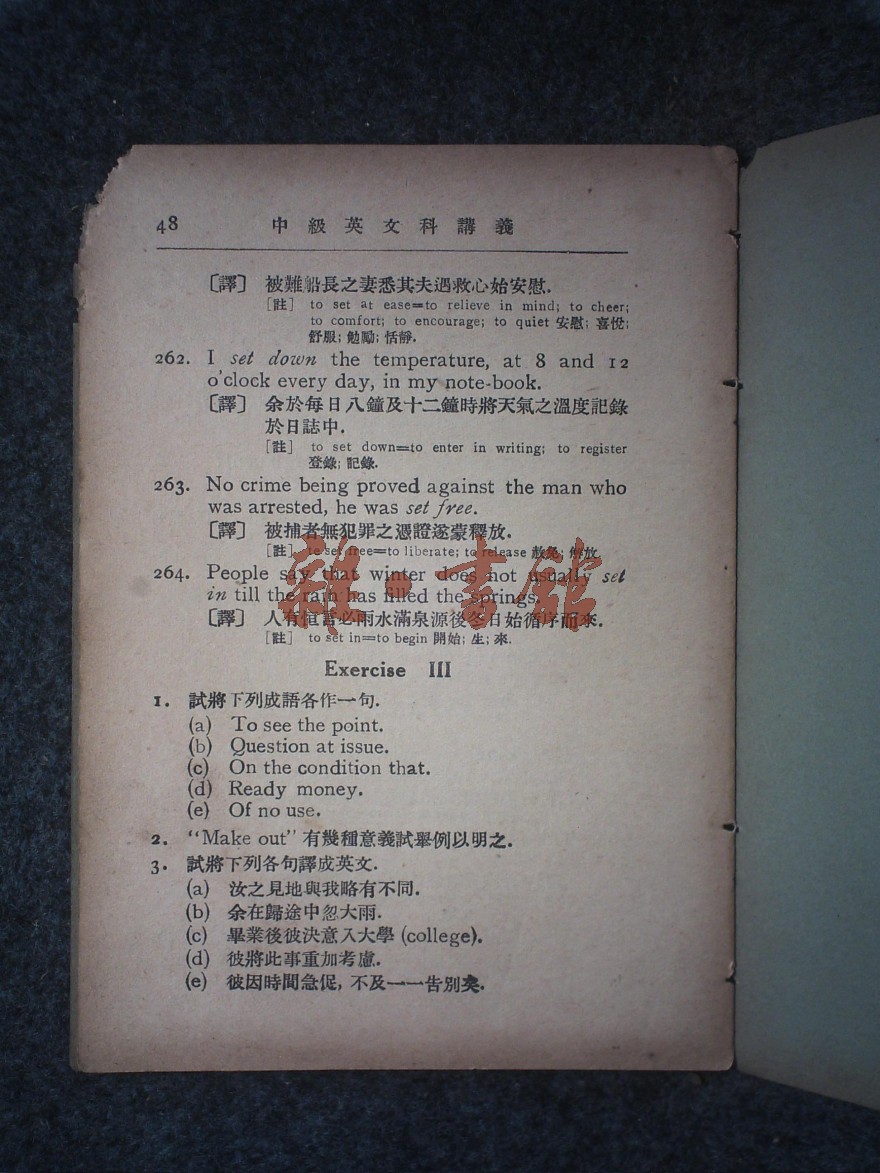 48 中級英文科講義
〔譯〕 被難船長之妻悉其夫遇救心始安慰.
[註] to set at ease=to relieve in mind; to cheer;
to comfort; to encourage; to quiet 安慰; 喜悅;
舒服; 勉勵; 恬靜.
262. I set down the temperature, at 8 and 12
o'clock every day, in my note-book.
〔譯〕 余於每日八鐘及十二鐘時將天氣之溫度記錄
於日誌中.
[註] to set down=to enter in writing; to register
登錄; 記錄.
263. No crime being proved against the man who
was arrested, he was set free.
〔譯〕 被捕者無犯罪之憑證遂蒙釋放.
[註] to set free=to liberate; to release 赦免; 解放.
264. People say that winter does not usually set
in till the rain has filled the springs.
〔譯〕 人有恒言必雨水滿泉源後冬日始循序而來.
[註] to set in=to begin 開始; 生; 來.
雜·書館
Exercise III
1. 試將下列成語各作一句.
(a) To see the point.
(b) Question at issue.
(c) On the condition that.
(d) Ready money.
(e) Of no use.
2. "Make out" 有幾種意義試舉例以明之.
3. 試將下列各句譯成英文.
(a) 汝之見地與我略有不同.
(b) 余在歸途中忽大雨.
(c) 畢業後彼決意入大學 (college).
(d) 彼將此事重加考慮.
(e) 彼因時間急促, 不及一一告別矣.